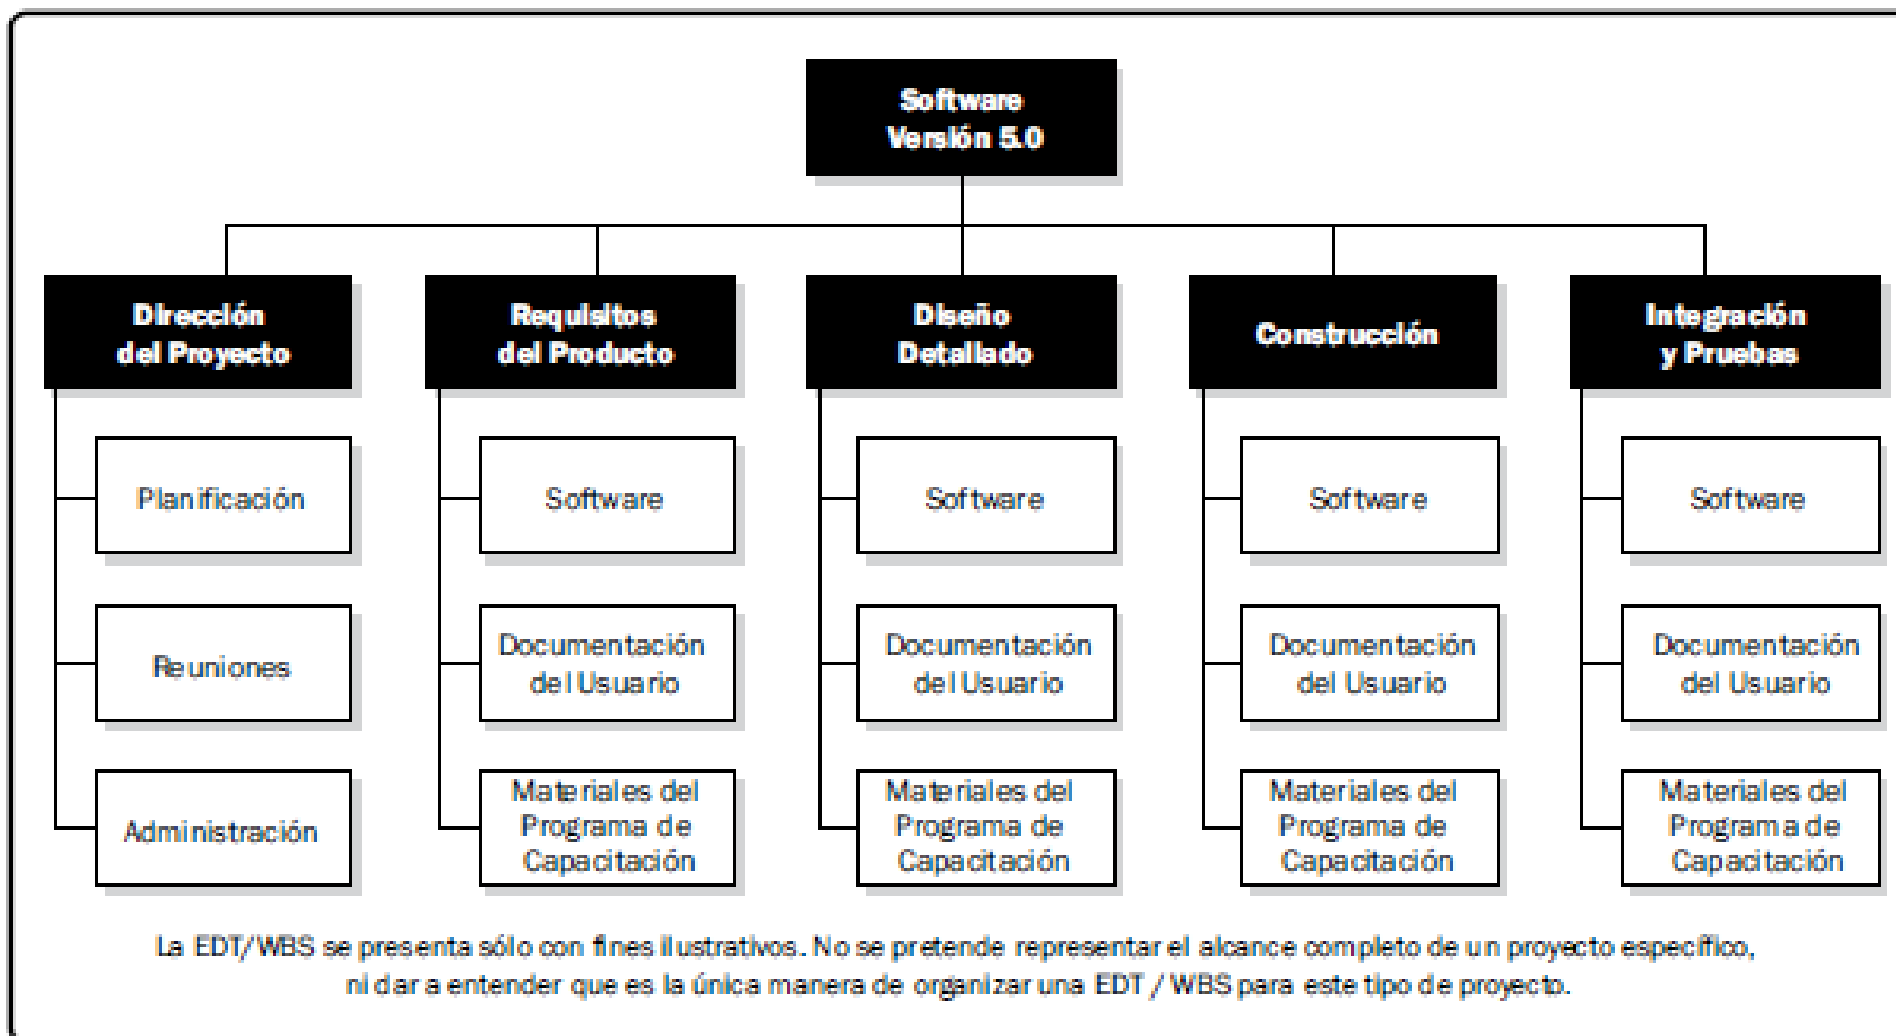 Software
Versión 5.0
Dirección
del Proyecto
Requisitos
del Producto
Diseño
Detallado
Construcción
Integración
y Pruebas
Planificación
Software
Software
Software
Software
Reuniones
Documentación
del Usuario
Documentación
del Usuario
Documentación
del Usuario
Documentación
del Usuario
Administración
Materiales del
Programa de
Capacitación
Materiales del
Programa de
Capacitación
Materiales del
Programa de
Capacitación
Materiales del
Programa de
Capacitación
La EDT/WBS se presenta sólo con fines ilustrativos. No se pretende representar el alcance completo de un proyecto específico,
ni dar a entender que es la única manera de organizar una EDT / WBS para este tipo de proyecto.